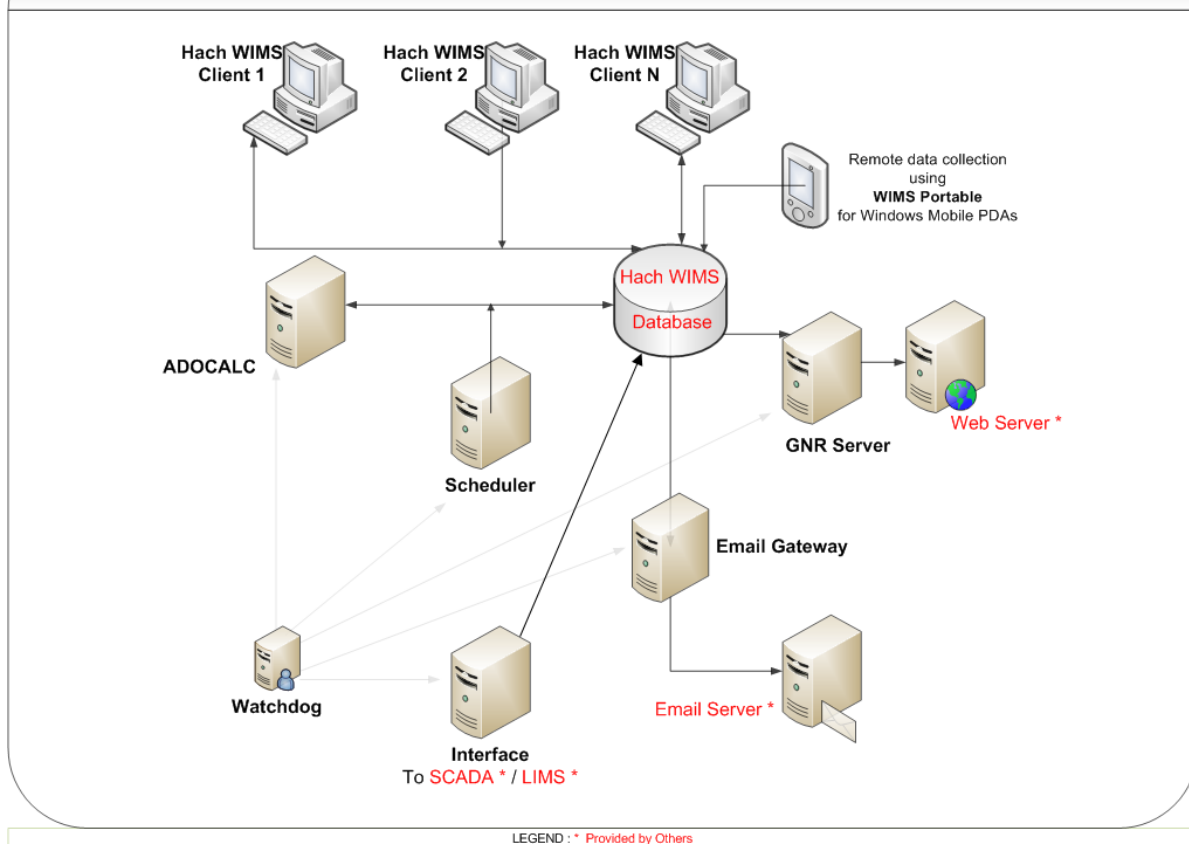 Hach WIMS
Client 1
Hach WIMS
Client 2
Hach WIMS
Client N
Remote data collection
using
WIMS Portable
for Windows Mobile PDAs
Hach WIMS
Database
ADOCALC
Scheduler
GNR Server
Web Server *
Email Gateway
Watchdog
Interface
To SCADA * / LIMS *
Email Server *
LEGEND : * Provided by Others